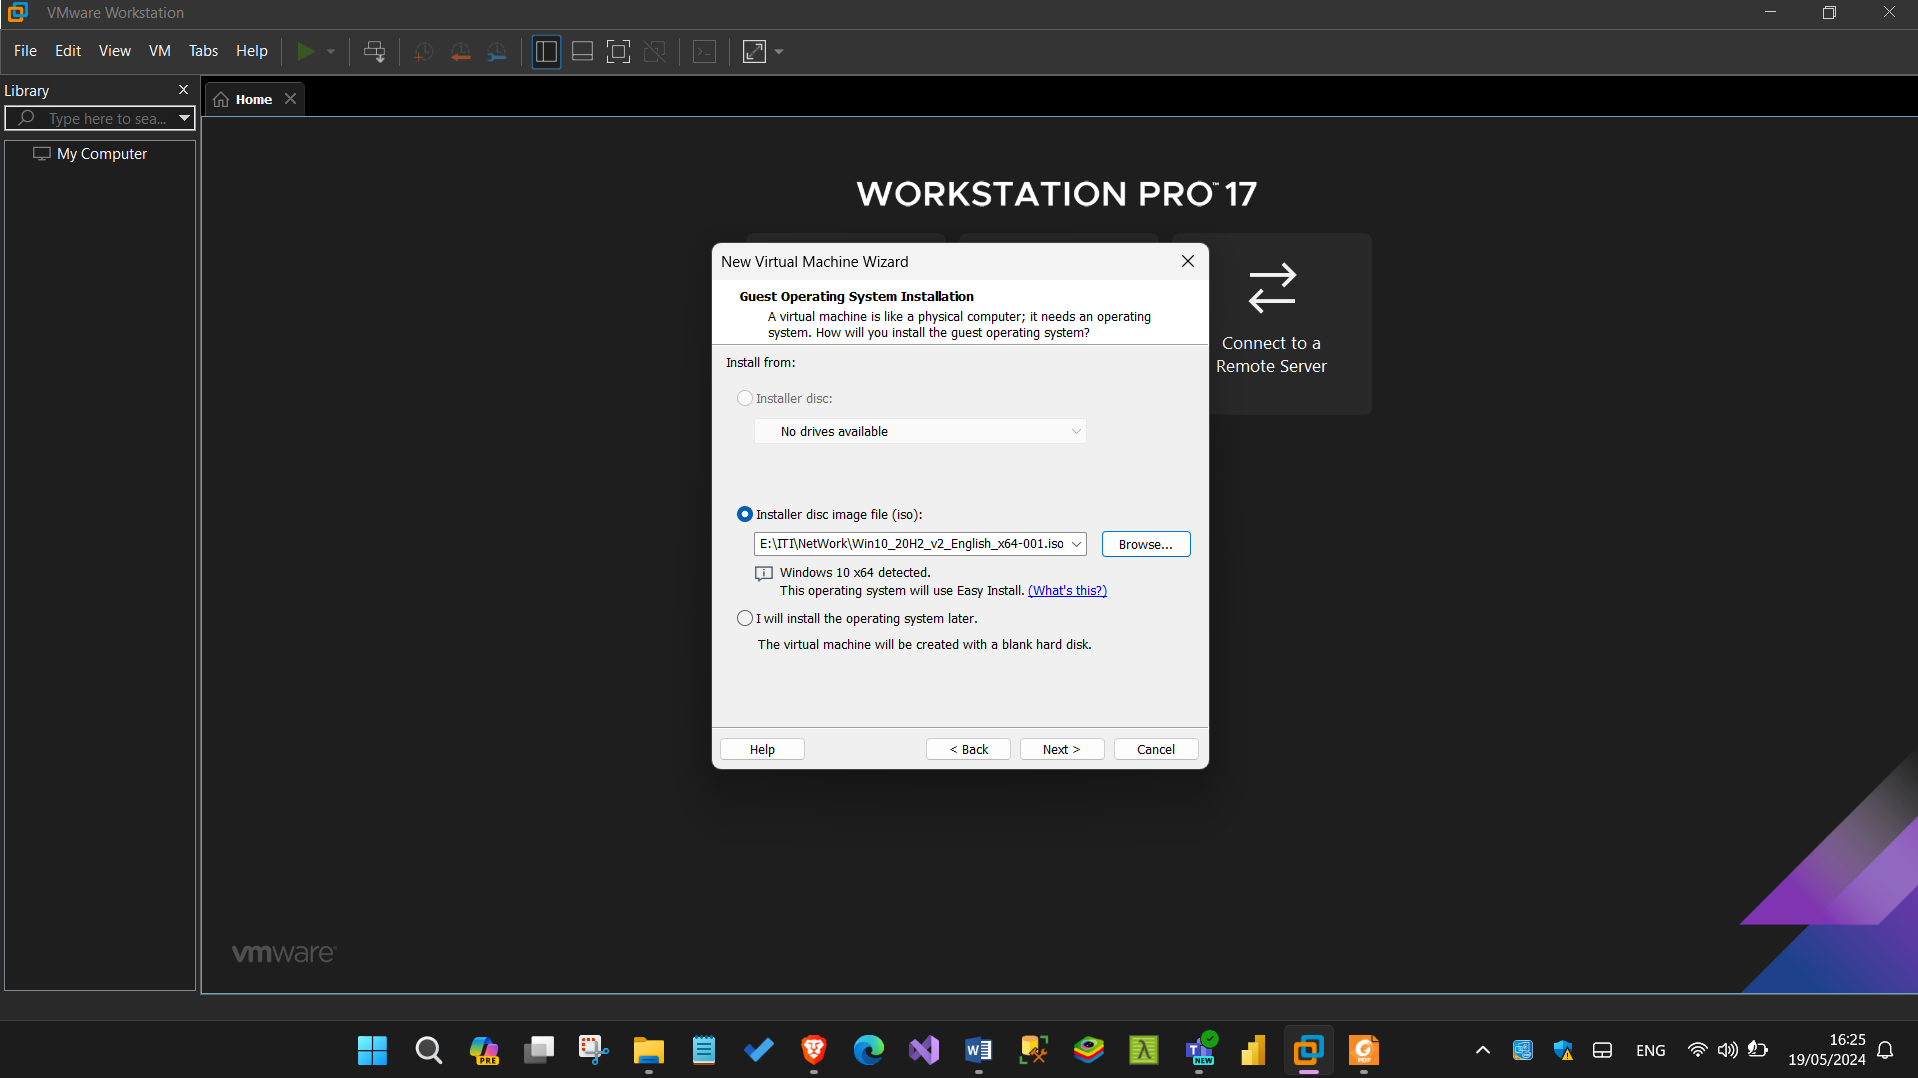 VMware Workstation
File Edit View VM Tabs Help
Library
Type here to sea...
My Computer
Home
WORKSTATION PRO™ 17
Connect to a
Remote Server
New Virtual Machine Wizard
Guest Operating System Installation
A virtual machine is like a physical computer; it needs an operating
system. How will you install the guest operating system?
Install from:
Installer disc:
No drives available
Installer disc image file (iso):
E:\ITI\NetWork\Win10_20H2_v2_English_x64-001.iso
Browse...
Windows 10 x64 detected.
This operating system will use Easy Install. (What's this?)
I will install the operating system later.
The virtual machine will be created with a blank hard disk.
Help < Back Next > Cancel
vmware
PRE
NEW
PDF
ENG
16:25
19/05/2024